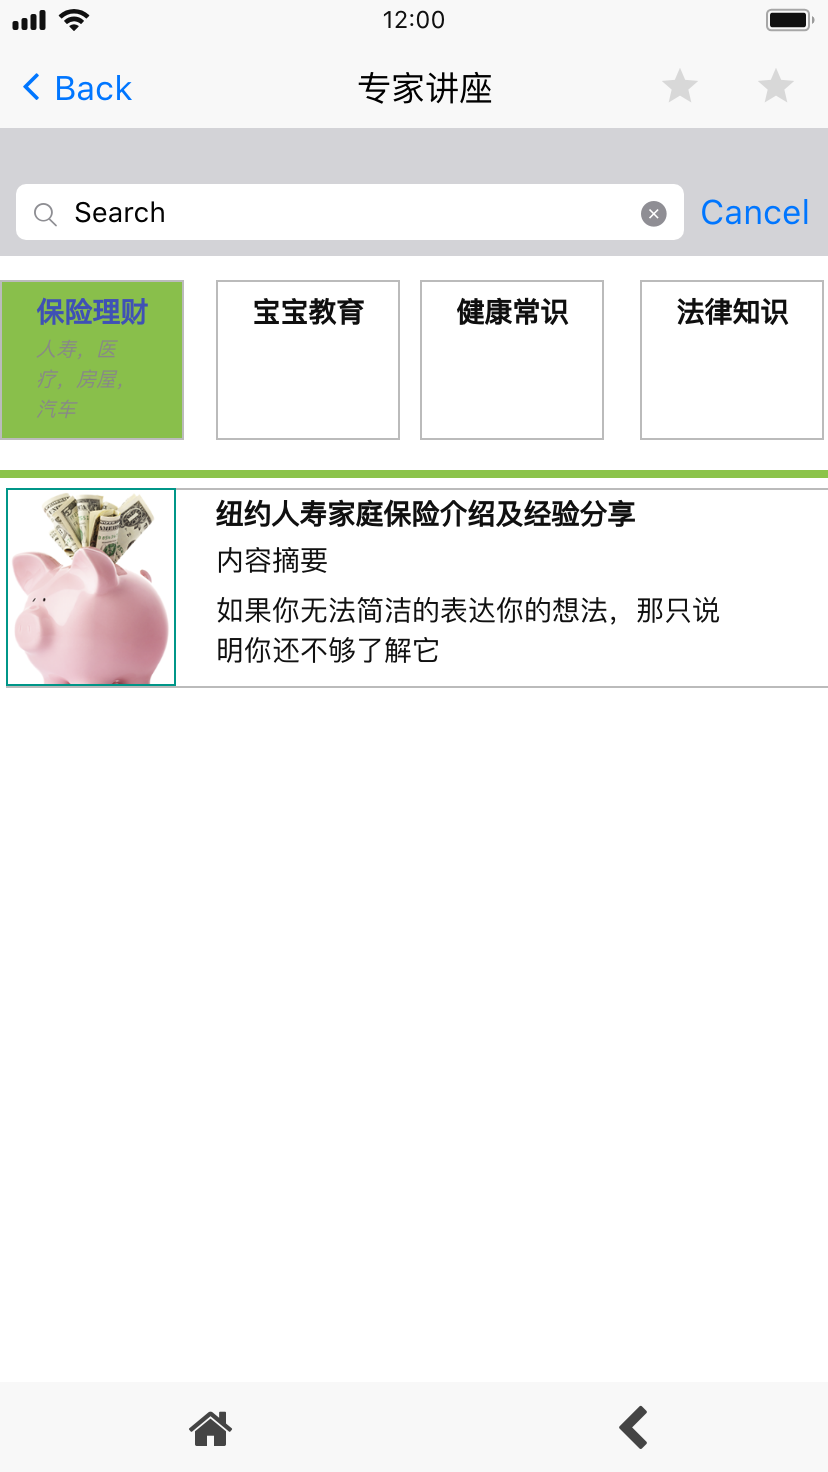 12:00
Back
专家讲座
Search
Cancel
保险理财
人寿，医
疗，房屋，
汽车
宝宝教育
健康常识
法律知识
纽约人寿家庭保险介绍及经验分享
内容摘要
如果你无法简洁的表达你的想法，那只说
明你还不够了解它